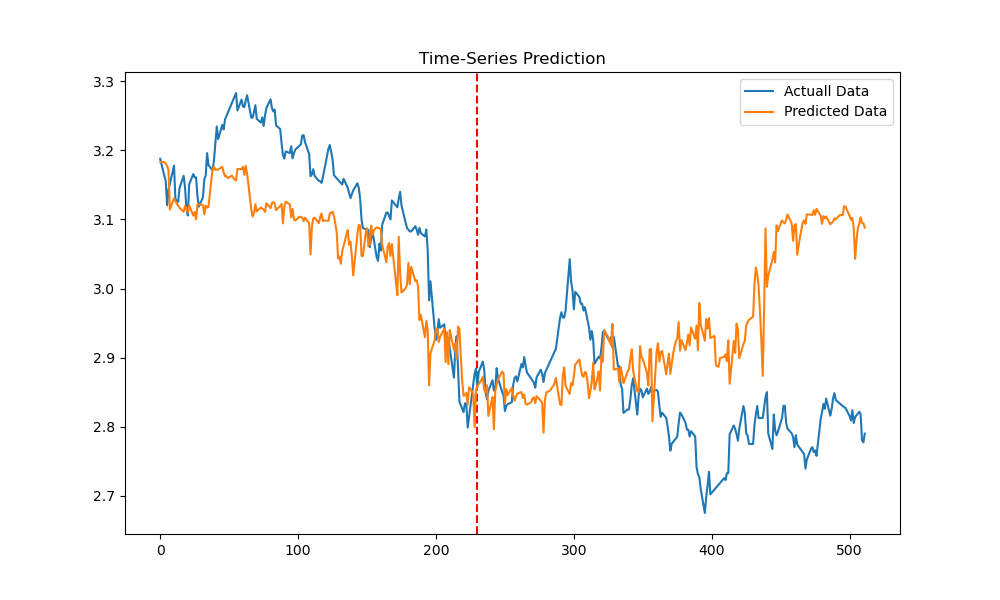 Time-Series Prediction
Actuall Data
Predicted Data
3.3
3.2
3.1
3.0
2.9
2.8
2.7
0 100 200 300 400 500